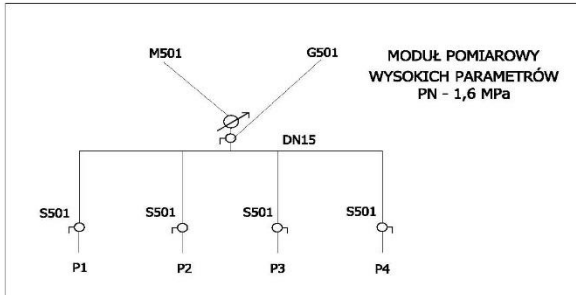 M501
G501
MODUŁ POMIAROWY
WYSOKICH PARAMETRÓW
PN - 1,6 MPa
DN15
S501
S501
S501
S501
P1
P2
P3
P4